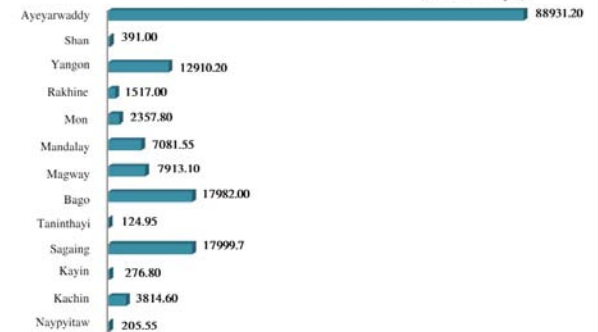 Ayeyarwaddy 88931.20
Shan 391.00
Yangon 12910.20
Rakhine 1517.00
Mon 2357.80
Mandalay 7081.55
Magway 7913.10
Bago 17982.00
Taninthayi 124.95
Sagaing 17999.7
Kayin 276.80
Kachin 3814.60
Naypyitaw 205.55